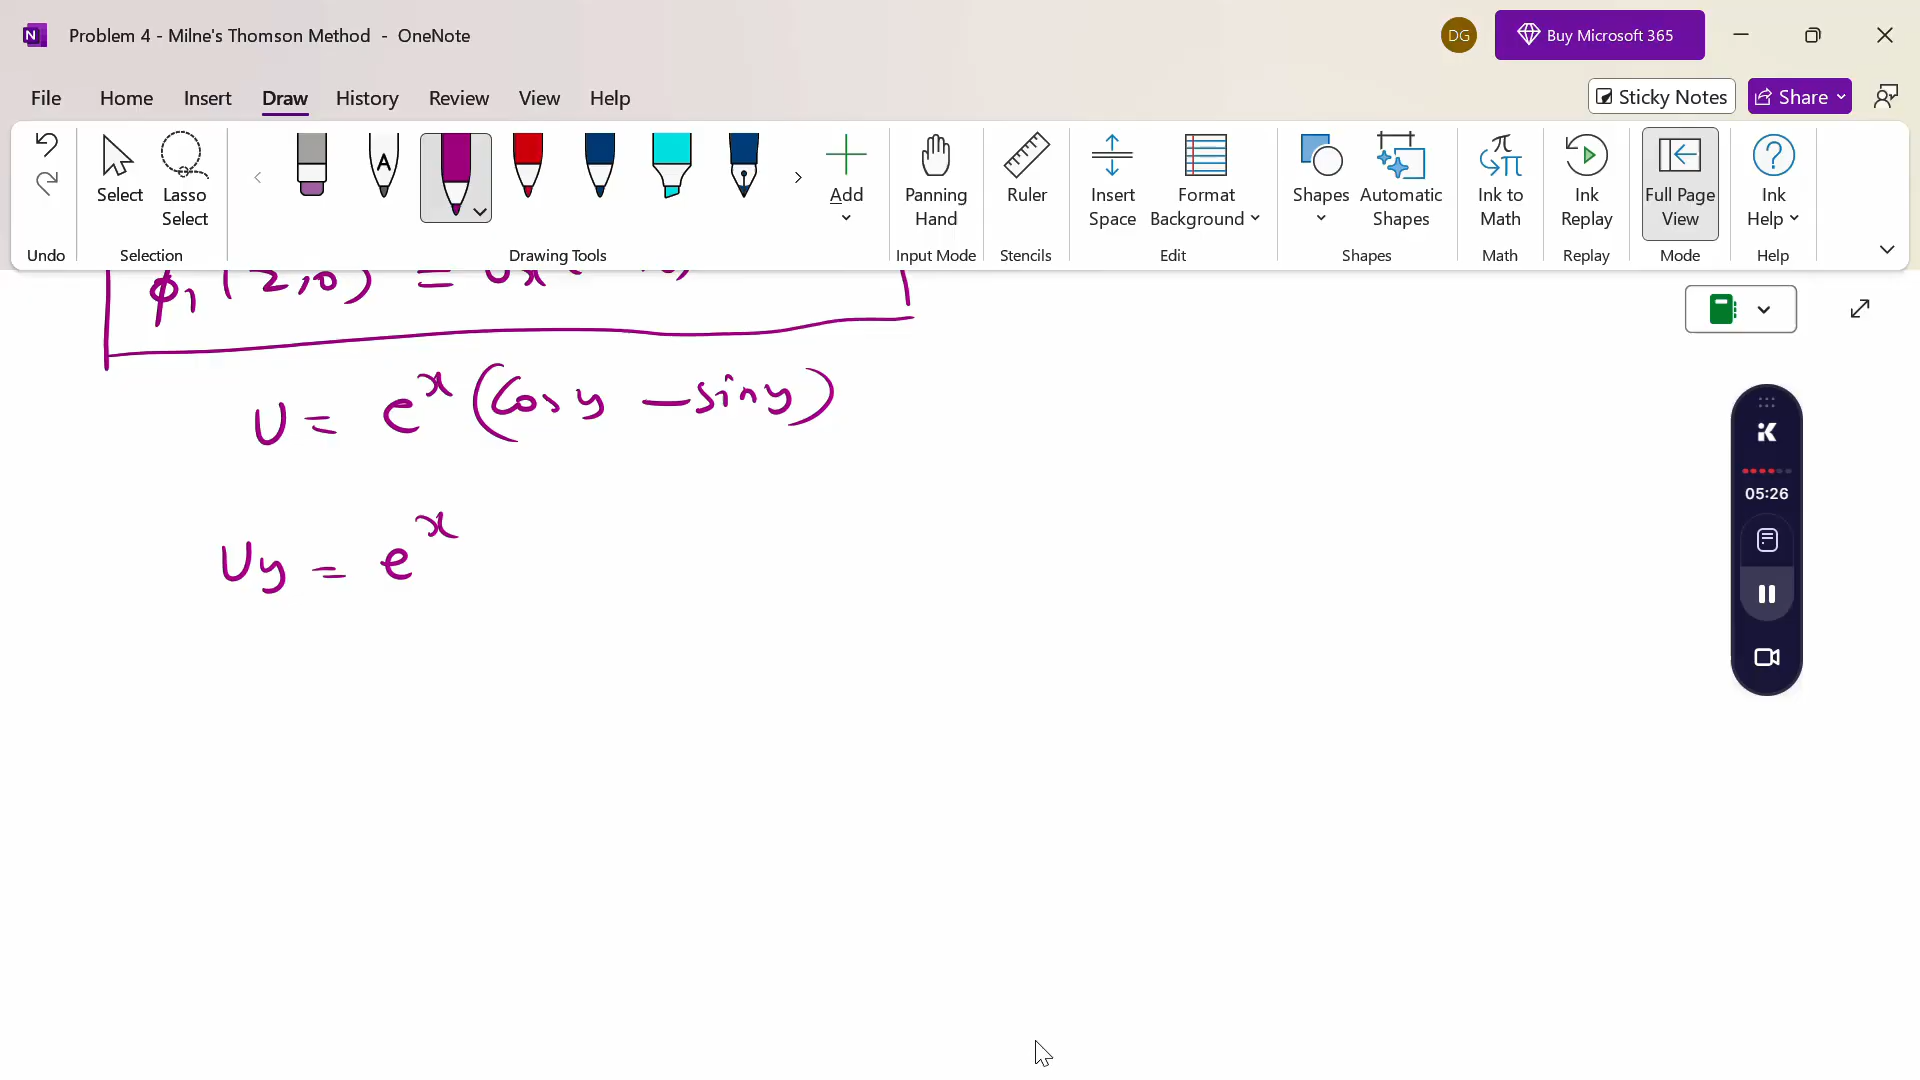 Problem 4 - Milne's Thomson Method - OneNote
DG
Buy Microsoft 365
File Home Insert Draw History Review View Help
Sticky Notes
Share
Select
Lasso Select
A
Add
Panning Hand
Ruler
Insert Space
Format Background
Shapes
Automatic Shapes
Ink to Math
Ink Replay
Full Page View
Ink Help
Undo
Selection
Drawing Tools
Input Mode
Stencils
Edit
Shapes
Math
Replay
Mode
Help
ϕ₁(z,0) =
U = e^x (Cos y - sin y)
Uy = e^x
05:26